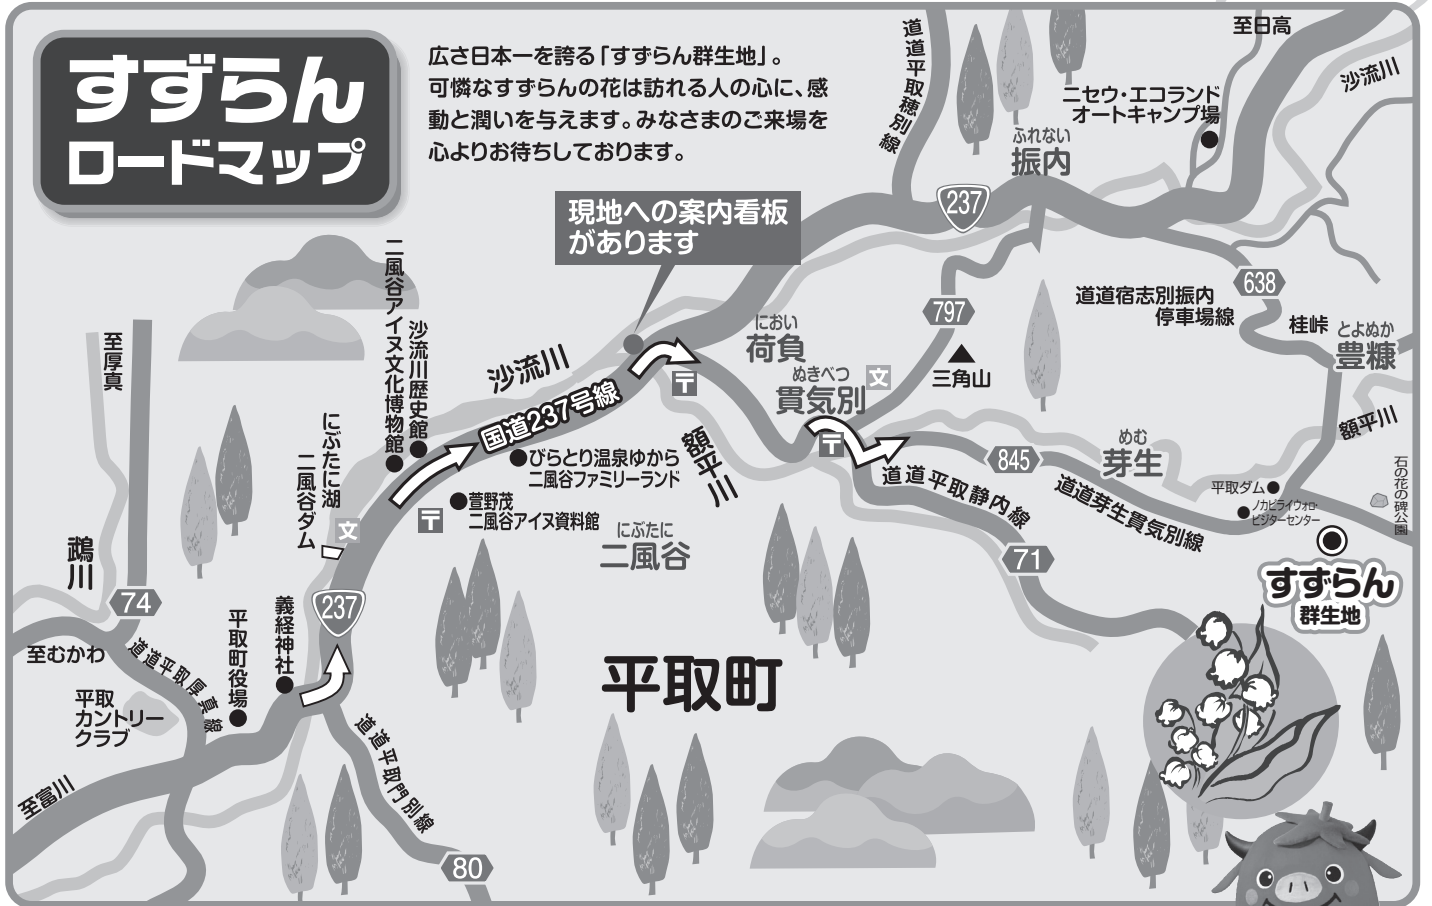 すずらん
ロードマップ
広さ日本一を誇る「すずらん群生地」。
可憐なすずらんの花は訪れる人の心に、感
動と潤いを与えます。みなさまのご来場を
心よりお待ちしております。
現地への案内看板
があります
道道平取穂別線
至日高
沙流川
ニセウ・エコランド
オートキャンプ場
ふれない
振内
237
638
道道宿志別振内
停車場線
桂峠
とよぬか
豊糠
797
三角山
におい
荷負
ぬきべつ
貫気別
文
〒
〒
額平川
845
めむ
芽生
額平川
平取ダム
ノカピライウォロ・
ビジターセンター
石の花の碑公園
道道芽生貫気別線
道道平取静内線
71
すずらん
群生地
二風谷アイヌ文化博物館
沙流川歴史館
沙流川
国道237号線
びらとり温泉ゆから
二風谷ファミリーランド
萱野茂
二風谷アイヌ資料館
〒
にぶたに
二風谷
にぶたに湖
二風谷ダム
文
至厚真
鵡川
74
至むかわ
道道平取厚真線
平取
カントリー
クラブ
平取町役場
義経神社
237
至富川
道道平取門別線
80
平取町